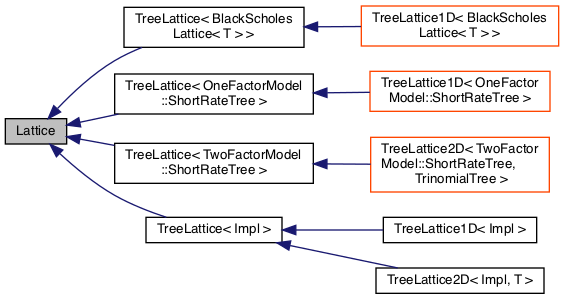 TreeLattice< BlackScholes
Lattice< T > >
TreeLattice1D< BlackScholes
Lattice< T > >
TreeLattice< OneFactorModel
::ShortRateTree >
TreeLattice1D< OneFactor
Model::ShortRateTree >
Lattice
TreeLattice< TwoFactorModel
::ShortRateTree >
TreeLattice2D< TwoFactor
Model::ShortRateTree,
TrinomialTree >
TreeLattice< Impl >
TreeLattice1D< Impl >
TreeLattice2D< Impl, T >